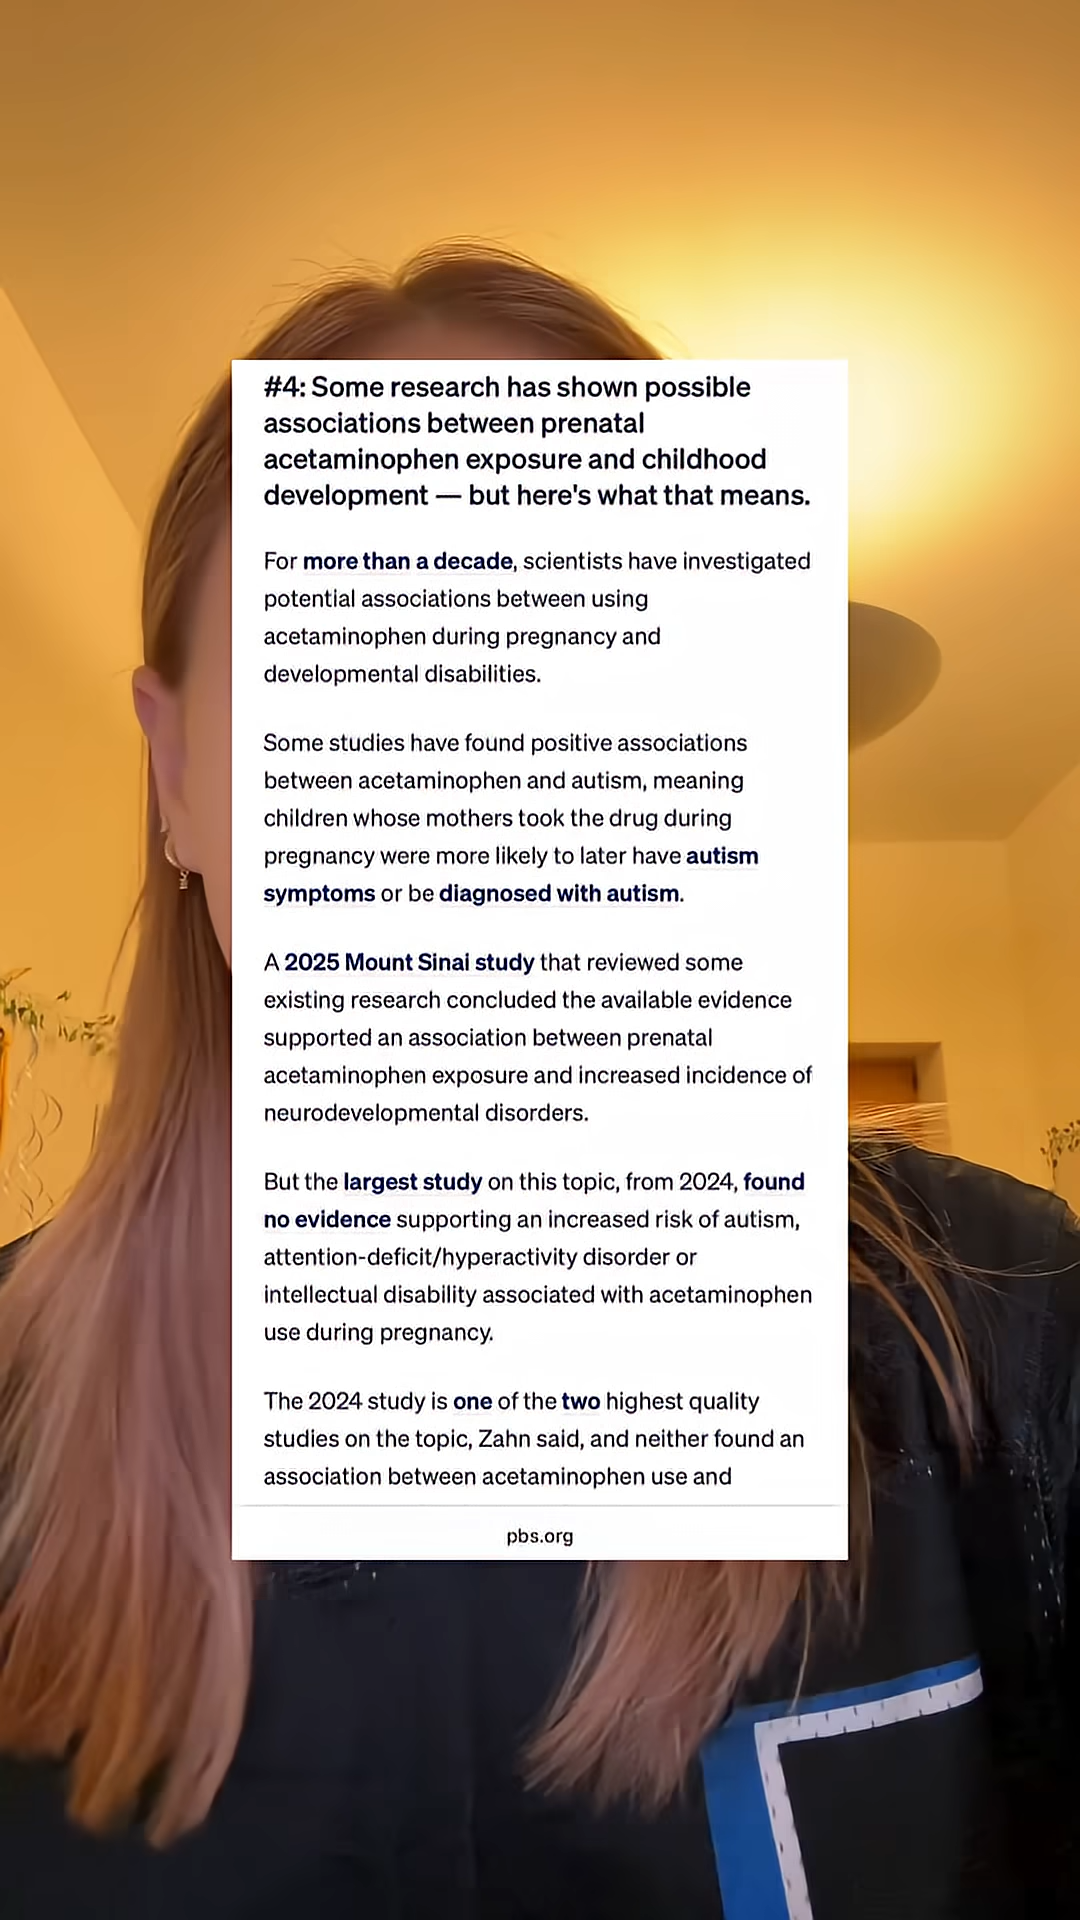 #4: Some research has shown possible
associations between prenatal
acetaminophen exposure and childhood
development — but here's what that means.
For more than a decade, scientists have investigated
potential associations between using
acetaminophen during pregnancy and
developmental disabilities.
Some studies have found positive associations
between acetaminophen and autism, meaning
children whose mothers took the drug during
pregnancy were more likely to later have autism
symptoms or be diagnosed with autism.
A 2025 Mount Sinai study that reviewed some
existing research concluded the available evidence
supported an association between prenatal
acetaminophen exposure and increased incidence of
neurodevelopmental disorders.
But the largest study on this topic, from 2024, found
no evidence supporting an increased risk of autism,
attention-deficit/hyperactivity disorder or
intellectual disability associated with acetaminophen
use during pregnancy.
The 2024 study is one of the two highest quality
studies on the topic, Zahn said, and neither found an
association between acetaminophen use and
pbs.org